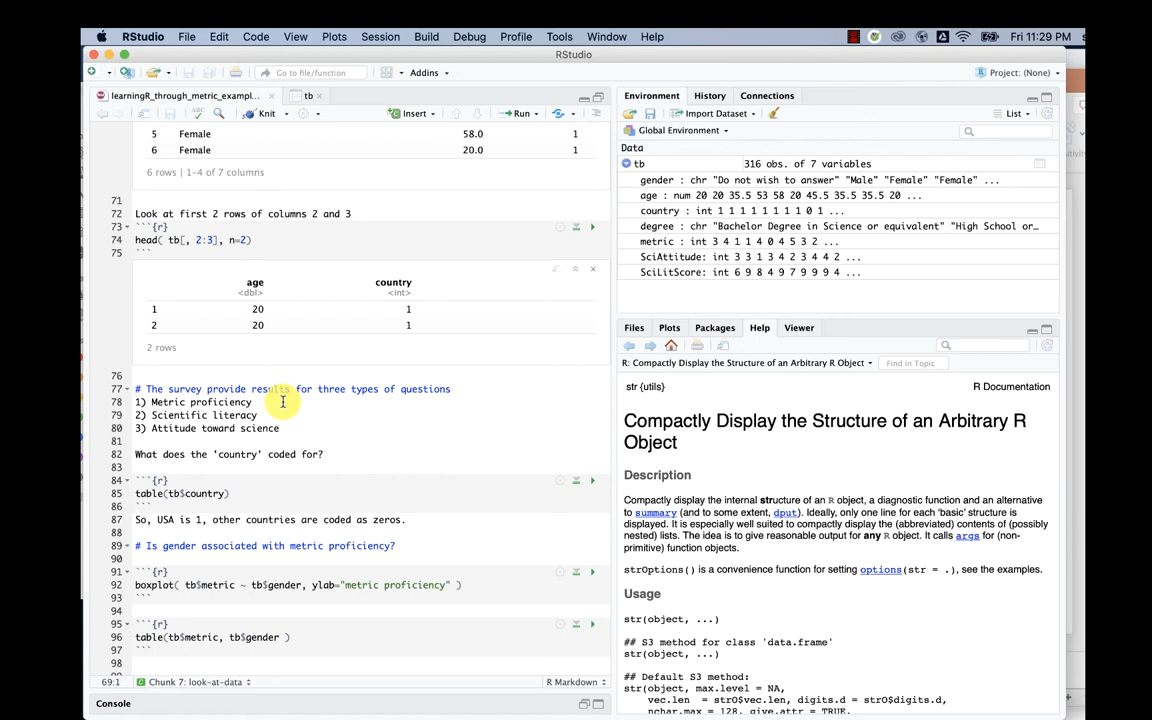 RStudio File Edit Code View Plots Session Build Debug Profile Tools Window Help Fri 11:29 PM
RStudio
Go to file/function Addins Project: (None)
learningR_through_metric_exampl... tb
Knit Insert Run
5 Female 58.0 1
6 Female 20.0 1
6 rows | 1-4 of 7 columns
71
72 Look at first 2 rows of columns 2 and 3
73 ```{r}
74 head( tb[, 2:3], n=2)
75 ```
age country
<dbl> <int>
1 20 1
2 20 1
2 rows
76
77 # The survey provide results for three types of questions
78 1) Metric proficiency
79 2) Scientific literacy
80 3) Attitude toward science
81
82 What does the 'country' coded for?
83
84 ```{r}
85 table(tb$country)
86 ```
87 So, USA is 1, other countries are coded as zeros.
88
89 # Is gender associated with metric proficiency?
90
91 ```{r}
92 boxplot( tb$metric ~ tb$gender, ylab="metric proficiency" )
93 ```
94
95 ```{r}
96 table(tb$metric, tb$gender )
97 ```
98
69:1 Chunk 7: look-at-data R Markdown
Console
Environment History Connections
Import Dataset List
Global Environment
Data
tb 316 obs. of 7 variables
gender : chr "Do not wish to answer" "Male" "Female" "Female" ...
age : num 20 20 35.5 53 58 20 45.5 35.5 35.5 20 ...
country : int 1 1 1 1 1 1 1 1 0 1 ...
degree : chr "Bachelor Degree in Science or equivalent" "High School or…
metric : int 3 4 1 1 4 0 4 5 3 2 ...
SciAttitude: int 3 3 1 3 4 2 3 4 4 2 ...
SciLitScore: int 6 9 8 4 9 7 9 9 9 4 ...
Files Plots Packages Help Viewer
R: Compactly Display the Structure of an Arbitrary R Object Find in Topic
str {utils} R Documentation
Compactly Display the Structure of an Arbitrary R
Object
Description
Compactly display the internal structure of an R object, a diagnostic function and an alternative
to summary (and to some extent, dput). Ideally, only one line for each ‘basic’ structure is
displayed. It is especially well suited to compactly display the (abbreviated) contents of (possibly
nested) lists. The idea is to give reasonable output for any R object. It calls args for (non-
primitive) function objects.
strOptions() is a convenience function for setting options(str = .), see the examples.
Usage
str(object, ...)
## S3 method for class 'data.frame'
str(object, ...)
## Default S3 method:
str(object, max.level = NA,
vec.len = strO$vec.len, digits.d = strO$digits.d,
nchar.max = 128, give.attr = TRUE,